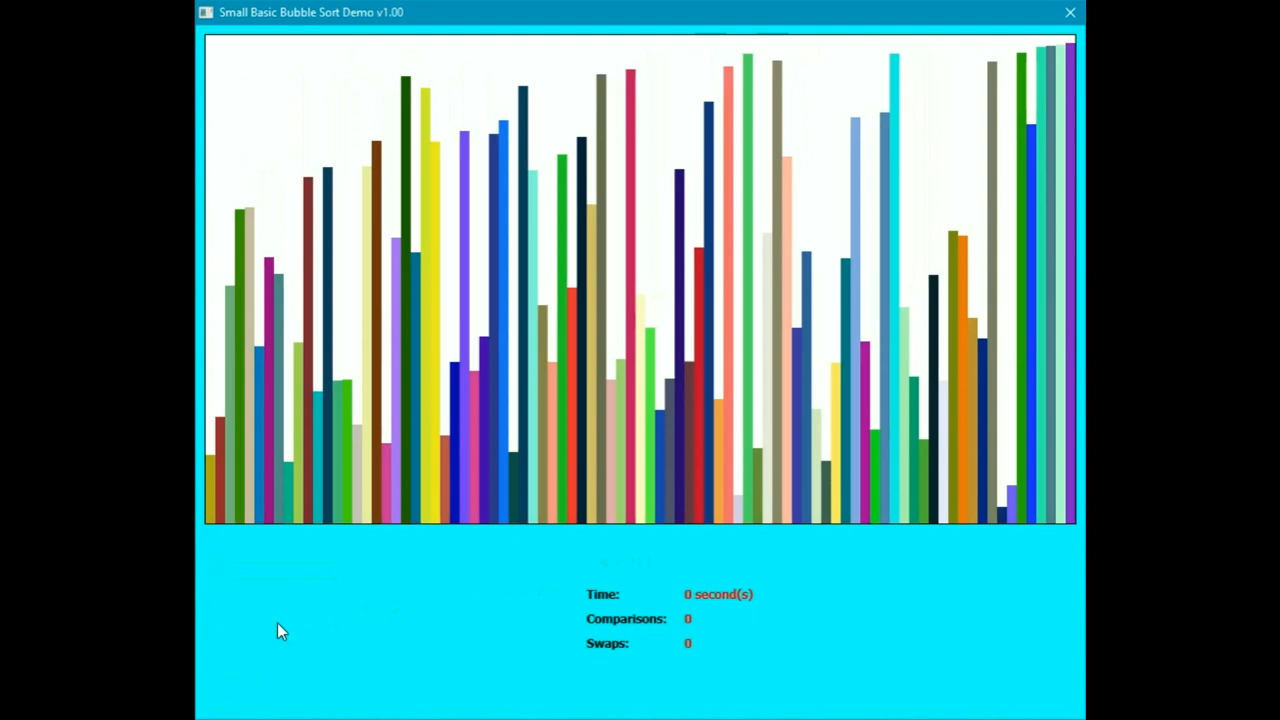 Small Basic Bubble Sort Demo v1.00
Time: 0 second(s)
Comparisons: 0
Swaps: 0